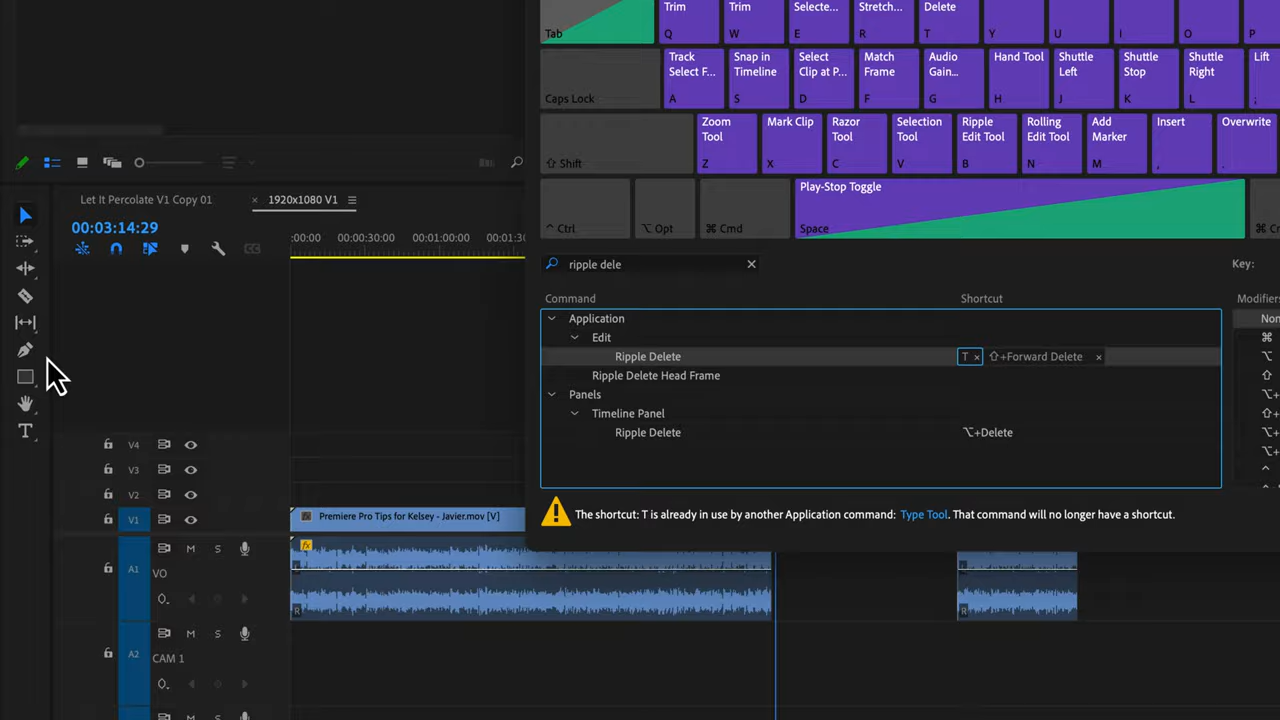 Trim
Trim
Selecte...
Stretch...
Delete
Tab
Q
W
E
R
T
Y
U
I
O
P
Track
Select F...
Snap in
Timeline
Select
Clip at P...
Match
Frame
Audio
Gain...
Hand Tool
Shuttle
Left
Shuttle
Stop
Shuttle
Right
Lift
Caps Lock
A
S
D
F
G
H
J
K
L
;
Zoom
Tool
Mark Clip
Razor
Tool
Selection
Tool
Ripple
Edit Tool
Rolling
Edit Tool
Add
Marker
Insert
Overwrite
⇧ Shift
Z
X
C
V
B
N
M
,
.
Play-Stop Toggle
^ Ctrl
⌥ Opt
⌘ Cmd
Space
⌘ C
Let It Percolate V1 Copy 01
× 1920x1080 V1
00:03:14:29
:00:00
00:00:30:00
00:01:00:00
00:01:30
ripple dele
Key:
Command
Shortcut
Modifiers
Application
Non
Edit
Ripple Delete
T ×
⇧+Forward Delete ×
Ripple Delete Head Frame
Panels
Timeline Panel
Ripple Delete
⌥+Delete
The shortcut: T is already in use by another Application command: Type Tool. That command will no longer have a shortcut.
V4
V3
V2
V1
Premiere Pro Tips for Kelsey - Javier.mov [V]
fx
A1
M
S
VO
L
R
L
R
A2
M
S
CAM 1
M
S